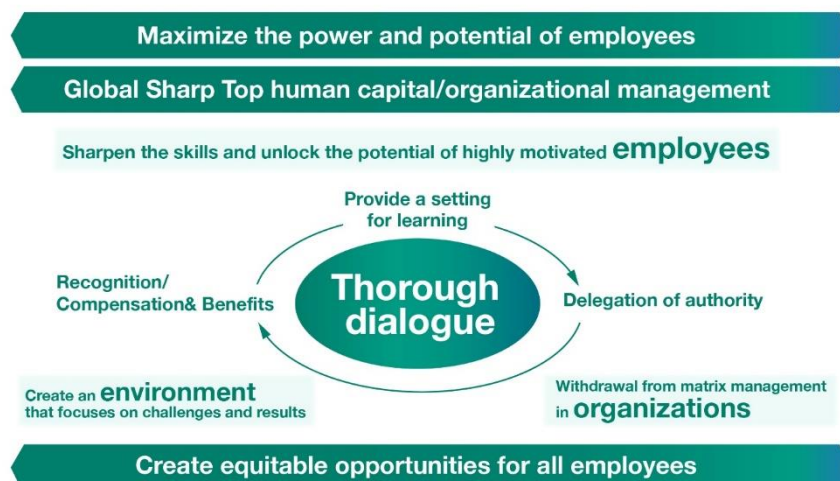 Maximize the power and potential of employees
Global Sharp Top human capital/organizational management
Sharpen the skills and unlock the potential of highly motivated employees
Provide a setting
for learning
Recognition/
Compensation& Benefits
Thorough
dialogue
Delegation of authority
Create an environment
that focuses on challenges and results
Withdrawal from matrix management
in organizations
Create equitable opportunities for all employees